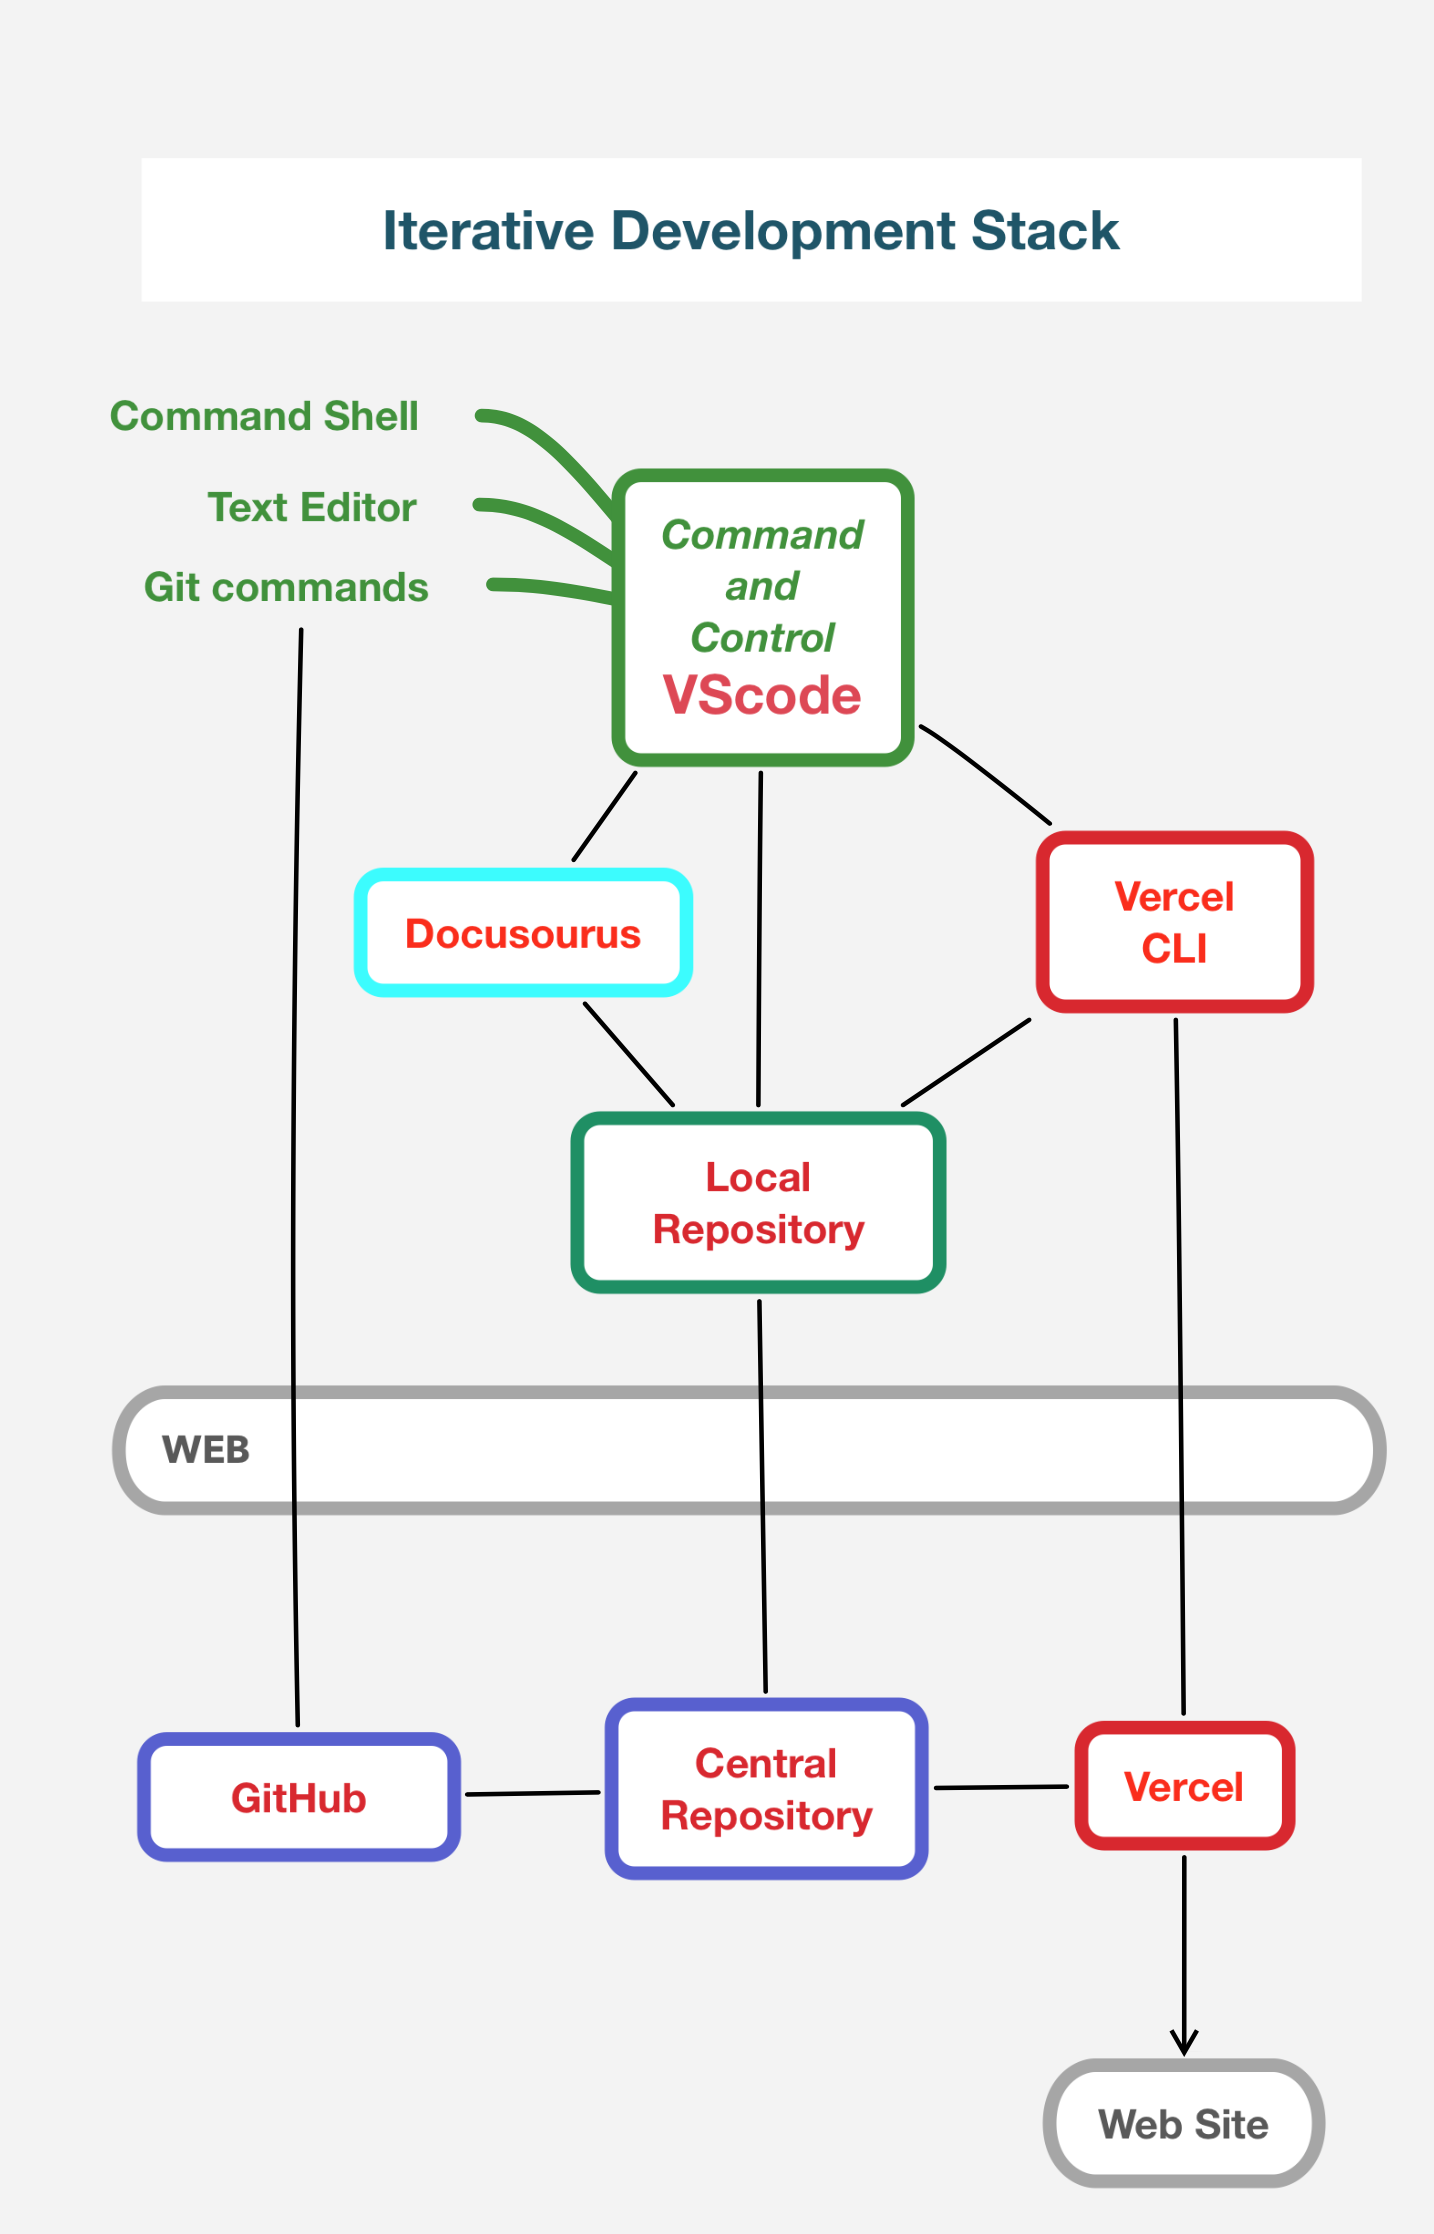 Iterative Development Stack
Command Shell
Text Editor
Git commands
Command
and
Control
VScode
Docusourus
Vercel
CLI
Local
Repository
WEB
GitHub
Central
Repository
Vercel
Web Site